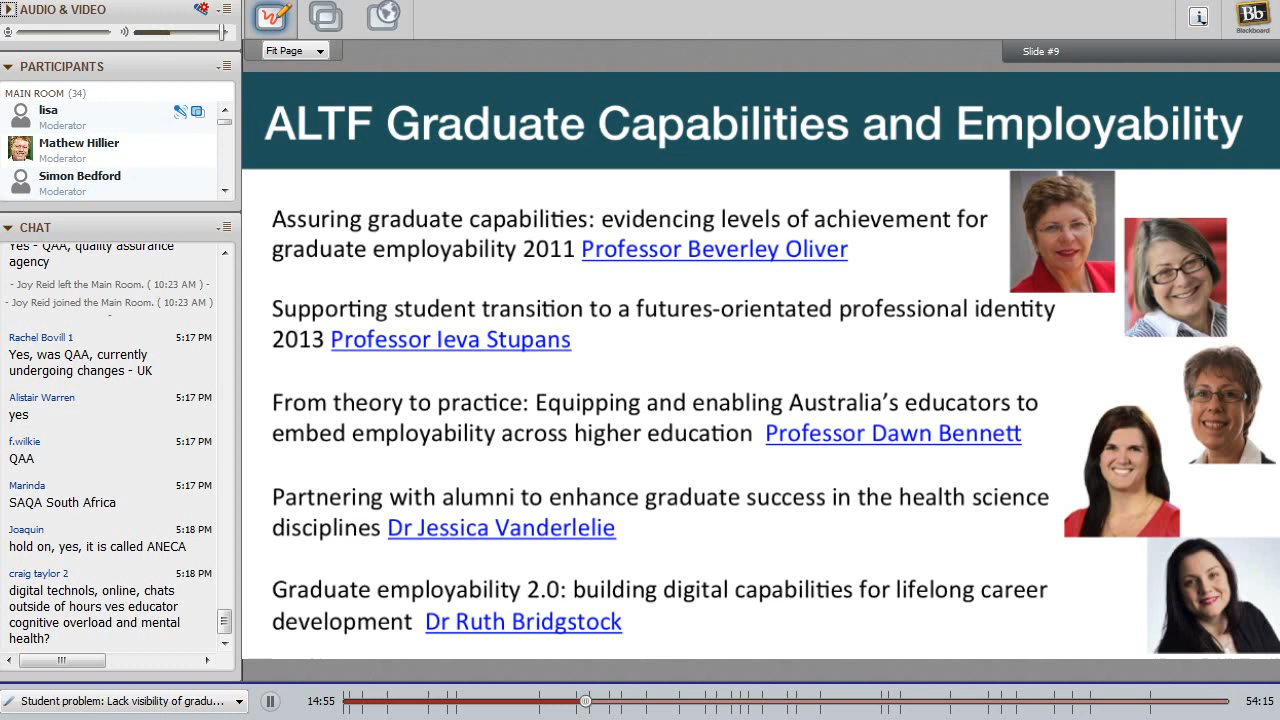 AUDIO & VIDEO
PARTICIPANTS
MAIN ROOM (34)
lisa
Moderator
Mathew Hillier
Moderator
Simon Bedford
Moderator
CHAT
Yes - QAA, quality assurance
agency
- Joy Reid left the Main Room. ( 10:23 AM ) -
- Joy Reid joined the Main Room. ( 10:23 AM )
-
Rachel Bovill 1 5:17 PM
Yes, was QAA, currently
undergoing changes - UK
Alistair Warren 5:17 PM
yes
f.wilkie 5:17 PM
QAA
Marinda 5:17 PM
SAQA South Africa
Joaquin 5:18 PM
hold on, yes, it is called ANECA
craig taylor 2 5:18 PM
digital technols, online, chats
outside of hours ves educator
cognitive overload and mental
health?
Fit Page
Slide #9
Bb
Blackboard
ALTF Graduate Capabilities and Employability
Assuring graduate capabilities: evidencing levels of achievement for
graduate employability 2011 Professor Beverley Oliver
Supporting student transition to a futures-orientated professional identity
2013 Professor Ieva Stupans
From theory to practice: Equipping and enabling Australia's educators to
embed employability across higher education Professor Dawn Bennett
Partnering with alumni to enhance graduate success in the health science
disciplines Dr Jessica Vanderlelie
Graduate employability 2.0: building digital capabilities for lifelong career
development Dr Ruth Bridgstock
Student problem: Lack visibility of gradu...
14:55
54:15